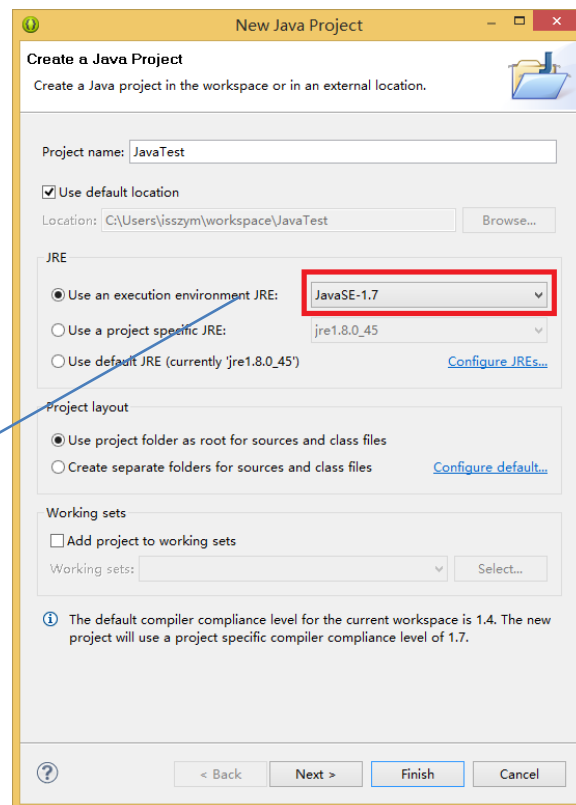 New Java Project
Create a Java Project
Create a Java project in the workspace or in an external location.
Project name: JavaTest
Use default location
Location: C:\Users\isszym\workspace\JavaTest Browse...
JRE
Use an execution environment JRE: JavaSE-1.7
Use a project specific JRE: jre1.8.0_45
Use default JRE (currently 'jre1.8.0_45') Configure JREs...
Project layout
Use project folder as root for sources and class files
Create separate folders for sources and class files Configure default...
Working sets
Add project to working sets
Working sets: Select...
The default compiler compliance level for the current workspace is 1.4. The new
project will use a project specific compiler compliance level of 1.7.
< Back Next > Finish Cancel